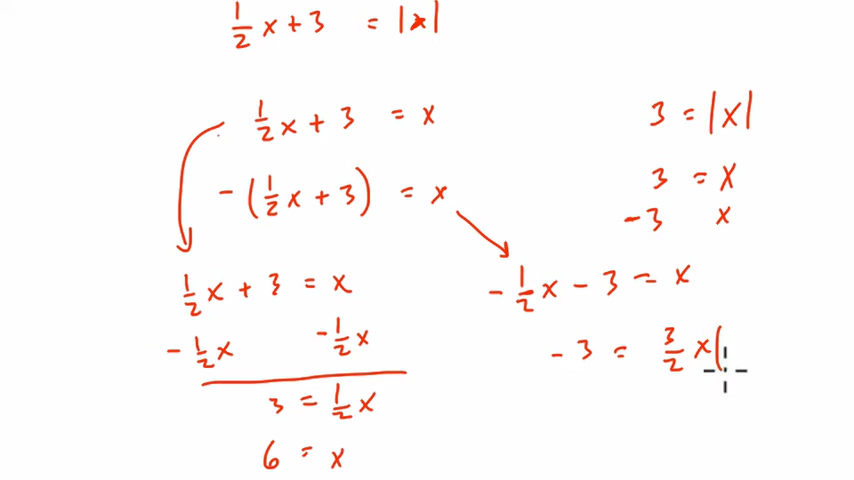 1/2 x + 3 = |x|
1/2 x + 3 = x
-(1/2 x + 3) = x
3 = |x|
3 = x
-3 x
1/2 x + 3 = x
-1/2 x -1/2 x
3 = 1/2 x
6 = x
-1/2 x - 3 = x
-3 = 3/2 x (